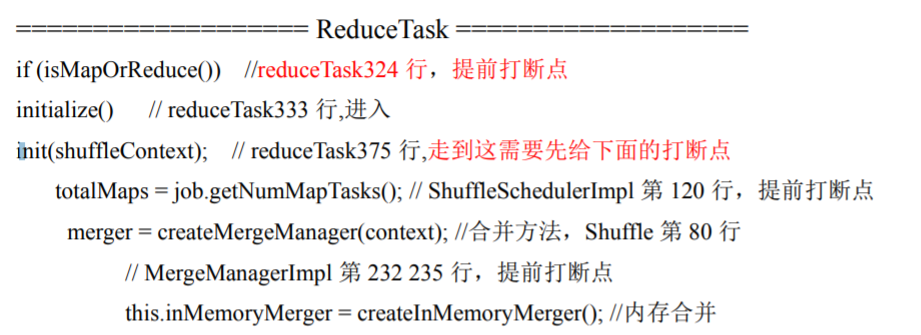 ==================== ReduceTask ====================
if (isMapOrReduce()) //reduceTask324 行，提前打断点
initialize() // reduceTask333 行,进入
init(shuffleContext); // reduceTask375 行,走到这需要先给下面的打断点
totalMaps = job.getNumMapTasks(); // ShuffleSchedulerImpl 第 120 行，提前打断点
merger = createMergeManager(context); //合并方法，Shuffle 第 80 行
// MergeManagerImpl 第 232 235 行，提前打断点
this.inMemoryMerger = createInMemoryMerger(); //内存合并